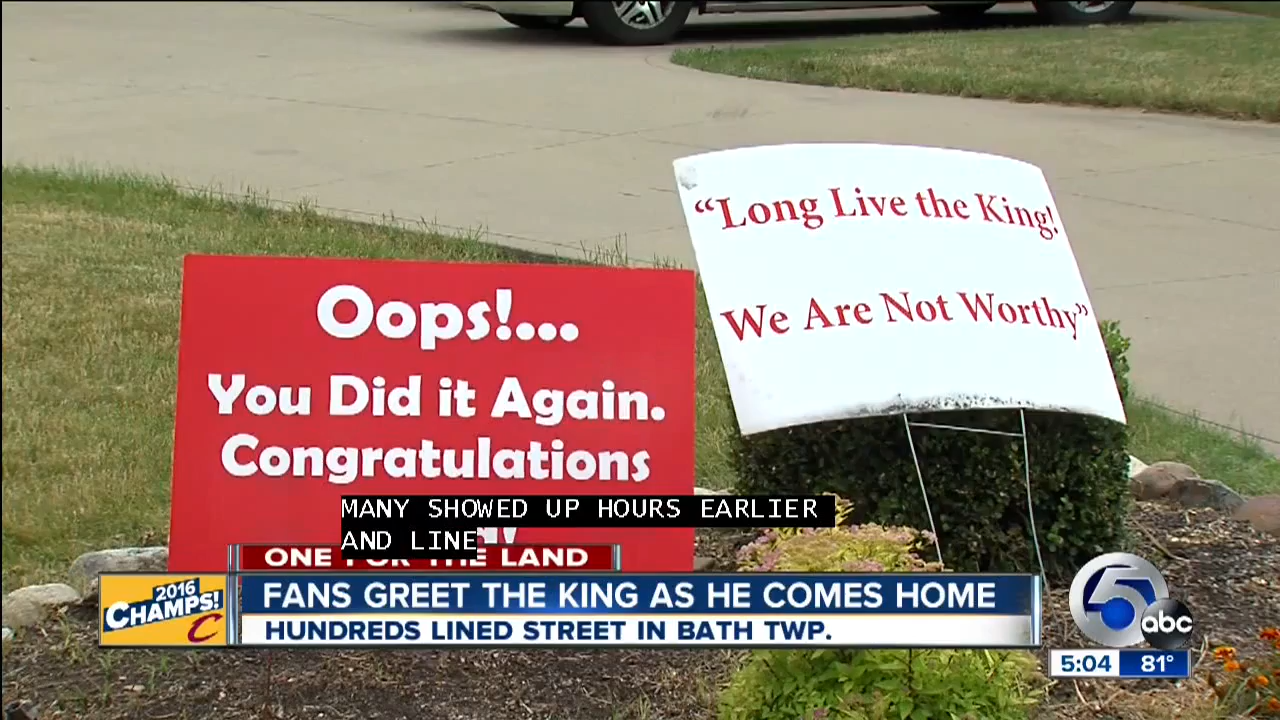 “Long Live the King!
We Are Not Worthy”
Oops!...
You Did it Again.
Congratulations
MANY SHOWED UP HOURS EARLIER
AND LINE
ONE FOR THE LAND
2016
CHAMPS!
C
FANS GREET THE KING AS HE COMES HOME
HUNDREDS LINED STREET IN BATH TWP.
5
abc
5:04 81°